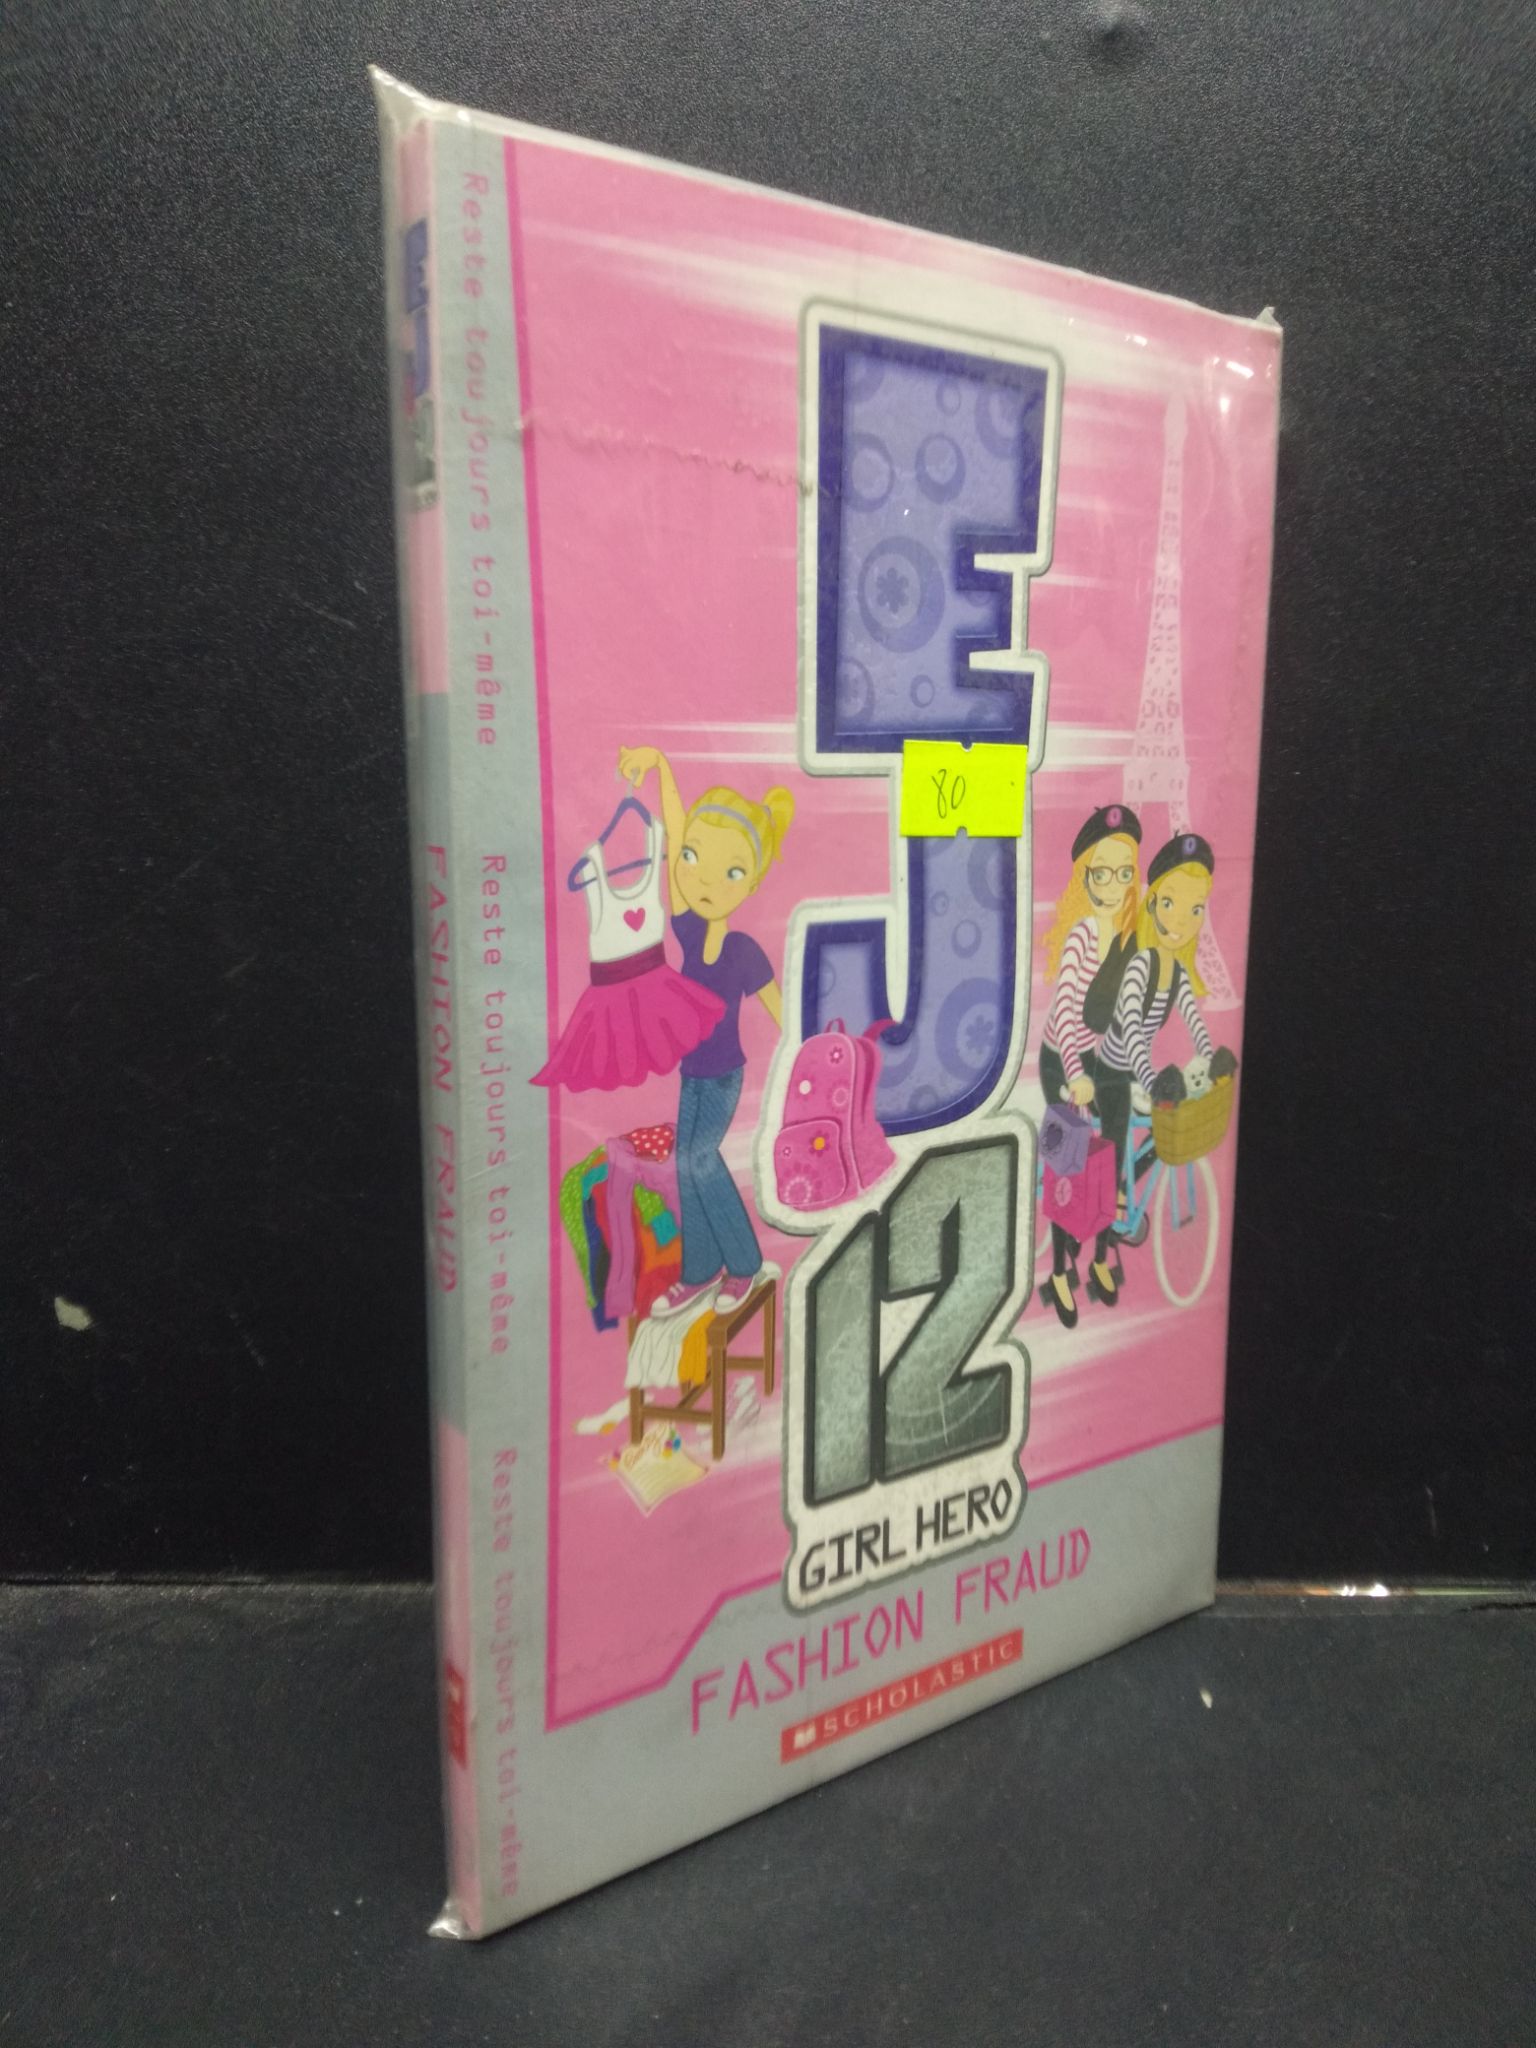 Reste toujours toi-même
Reste toujours toi-même
Reste toujours toi-même
EJ12
FASHION FRAUD
E
J
80
12
GIRL HERO
FASHION FRAUD
SCHOLASTIC